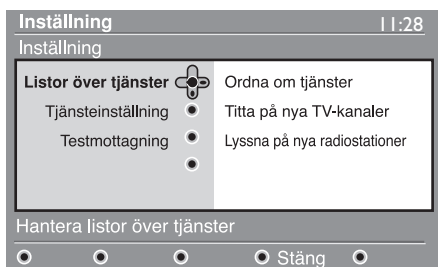 Inställning 11:28
Inställning
Listor över tjänster Ordna om tjänster
Tjänsteinställning Titta på nya TV-kanaler
Testmottagning Lyssna på nya radiostationer
Hantera listor över tjänster
Stäng